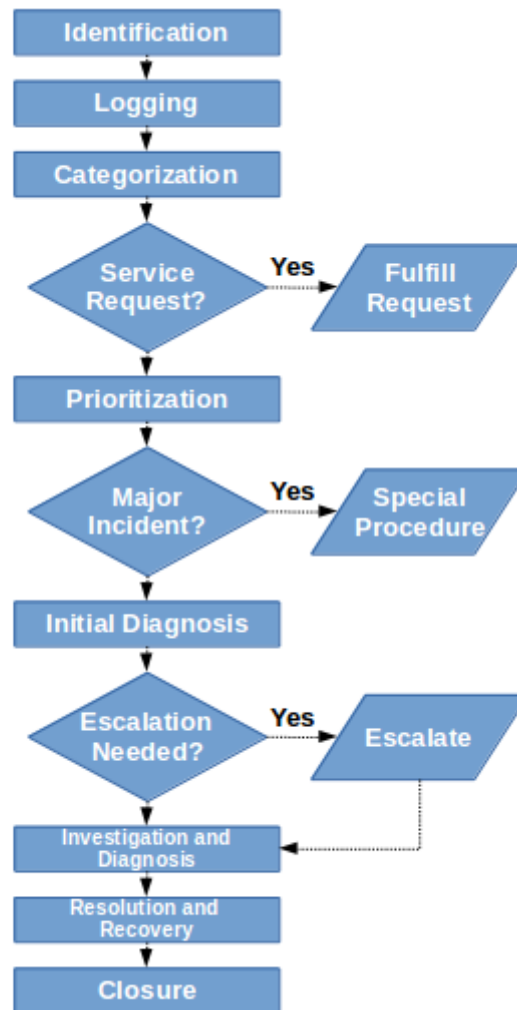 Identification
Logging
Categorization
Service
Request?
Yes
Fulfill
Request
Prioritization
Major
Incident?
Yes
Special
Procedure
Initial Diagnosis
Escalation
Needed?
Yes
Escalate
Investigation and
Diagnosis
Resolution and
Recovery
Closure